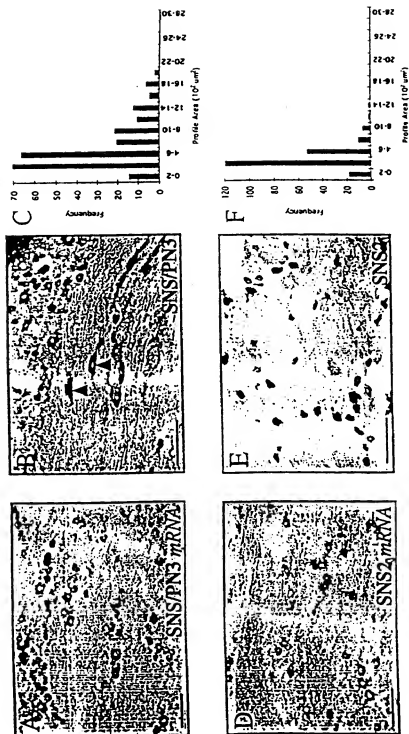 A
SNS/PN3 mRNA
B
SNS/PN3
C
70
60
50
40
30
20
10
0
Frequency
0-2
4-6
8-10
12-14
16-18
20-22
24-26
28-30
Profile Area (10² um²)
D
SNS2 mRNA
E
SNS2
F
120
100
80
60
40
20
0
Frequency
0-2
4-6
8-10
12-14
16-18
20-22
24-26
28-30
Profile Area (10² um²)